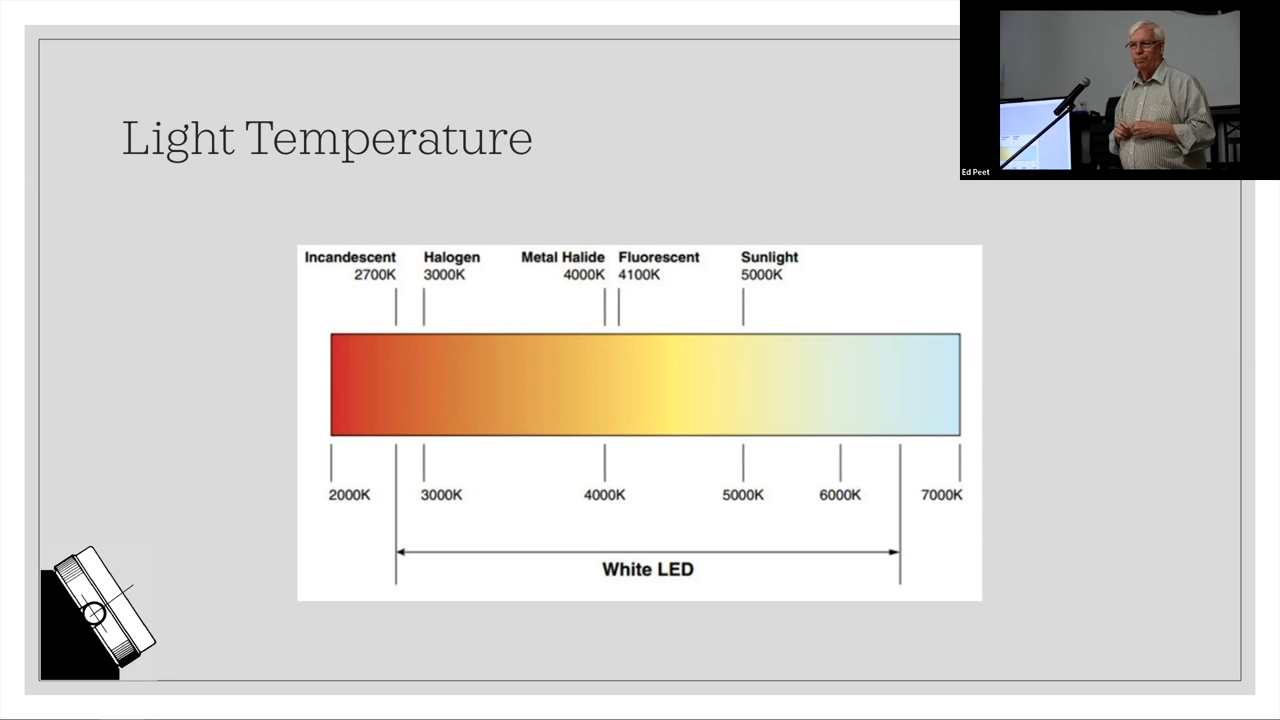 Light Temperature
Ed Peet
Incandescent Halogen Metal Halide Fluorescent Sunlight
2700K 3000K 4000K 4100K 5000K
2000K 3000K 4000K 5000K 6000K 7000K
White LED